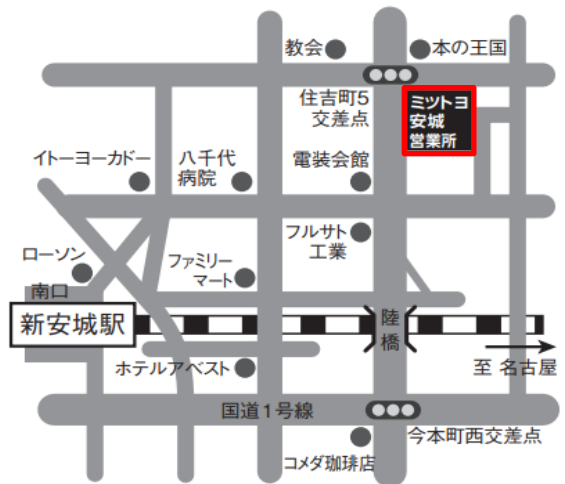 教会
本の王国
住吉町5
交差点
ミツトヨ
安城
営業所
イトーヨーカドー
八千代
病院
電装会館
フルサト
工業
ローソン
ファミリー
マート
南口
新安城駅
陸
橋
ホテルアベスト
至 名古屋
国道1号線
今本町西交差点
コメダ珈琲店